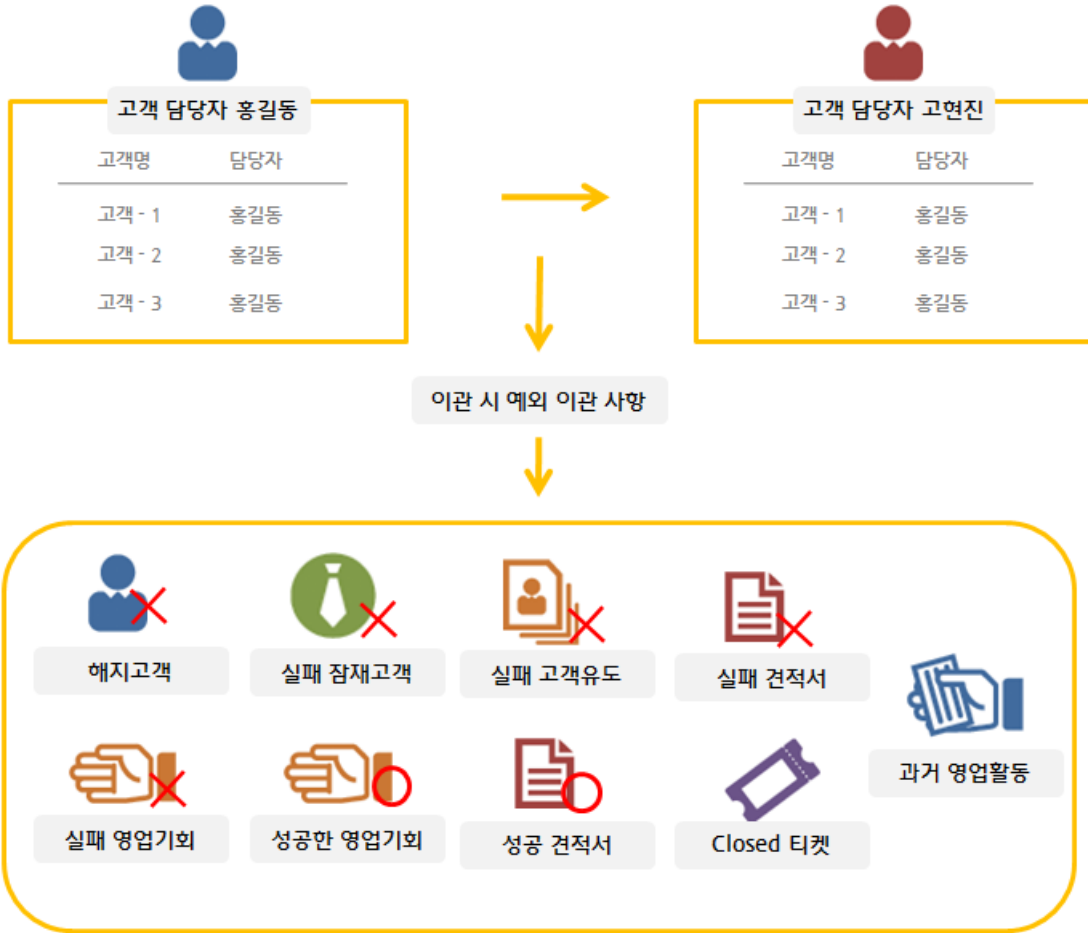 고객 담당자 홍길동
고객명 담당자
고객 - 1 홍길동
고객 - 2 홍길동
고객 - 3 홍길동
고객 담당자 고현진
고객명 담당자
고객 - 1 홍길동
고객 - 2 홍길동
고객 - 3 홍길동
이관 시 예외 이관 사항
해지고객
실패 잠재고객
실패 고객유도
실패 견적서
과거 영업활동
실패 영업기회
성공한 영업기회
성공 견적서
Closed 티켓